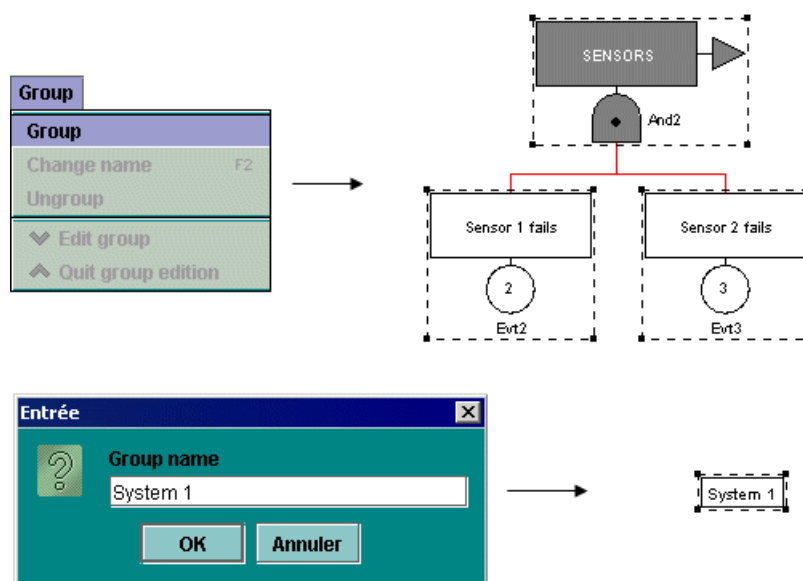 Group
Group
Change name F2
Ungroup
Edit group
Quit group edition
SENSORS
And2
Sensor 1 fails
Sensor 2 fails
2
3
Evt2
Evt3
Entrée
Group name
System 1
OK
Annuler
System 1